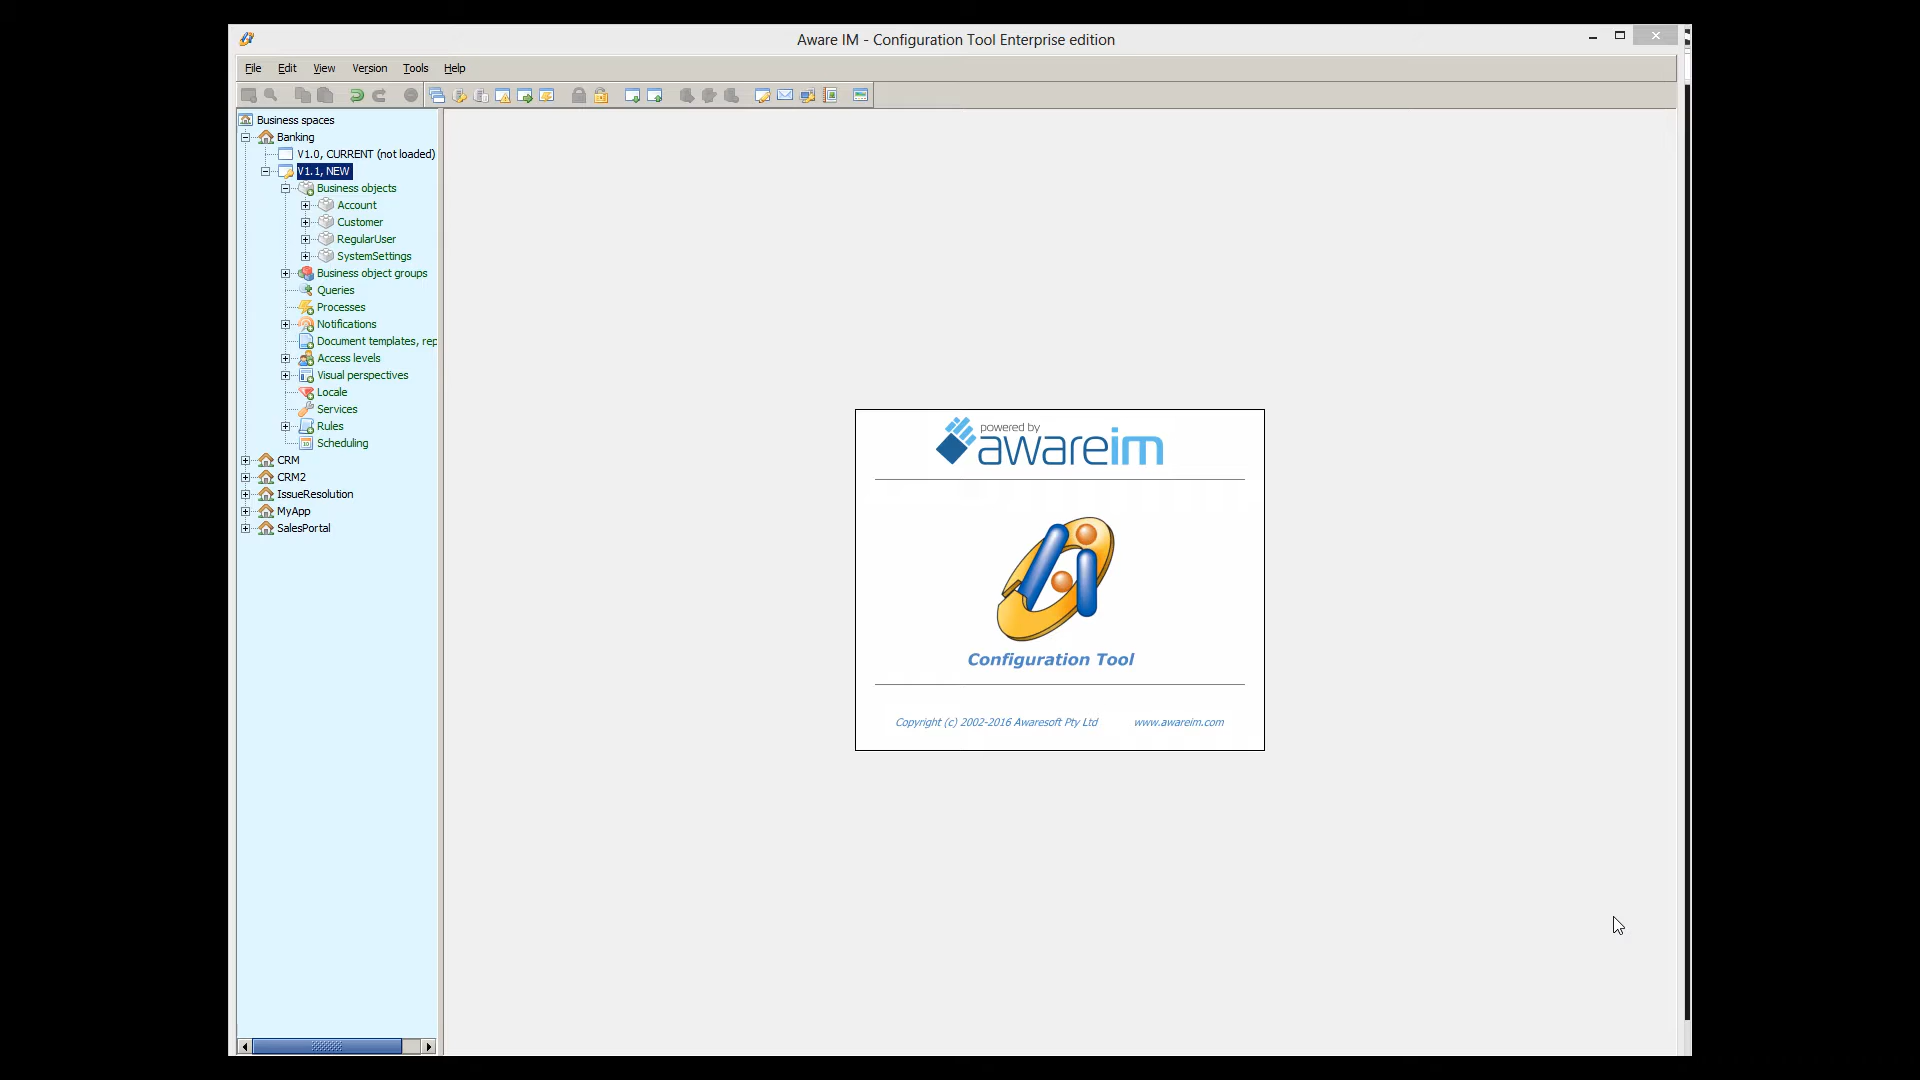 Aware IM - Configuration Tool Enterprise edition
File Edit View Version Tools Help
Business spaces
Banking
V1.0, CURRENT (not loaded)
V1.1, NEW
Business objects
Account
Customer
RegularUser
SystemSettings
Business object groups
Queries
Processes
Notifications
Document templates, rep
Access levels
Visual perspectives
Locale
Services
Rules
Scheduling
CRM
CRM2
IssueResolution
MyApp
SalesPortal
powered by
awareim
Configuration Tool
Copyright (c) 2002-2016 Awaresoft Pty Ltd www.awareim.com